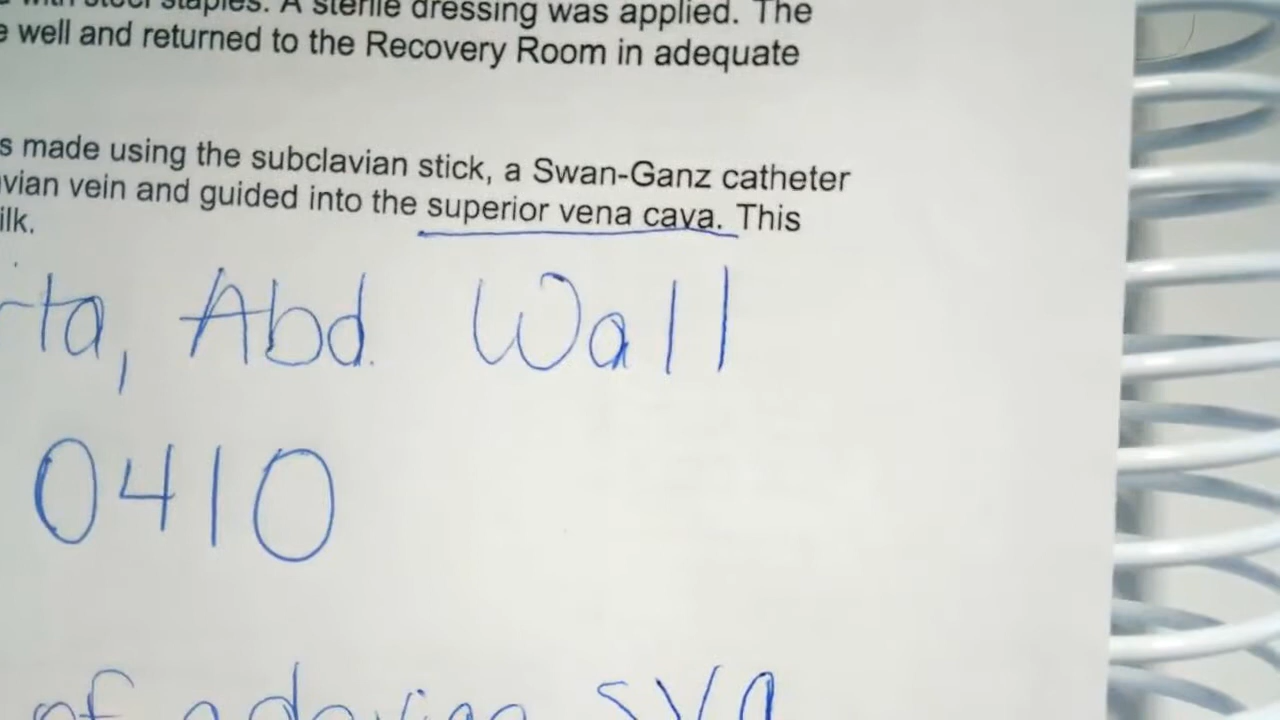 steel staples. A sterile dressing was applied. The
well and returned to the Recovery Room in adequate
s made using the subclavian stick, a Swan-Ganz catheter
vian vein and guided into the superior vena cava. This
ilk.
ta, Abd. Wall
0410
of